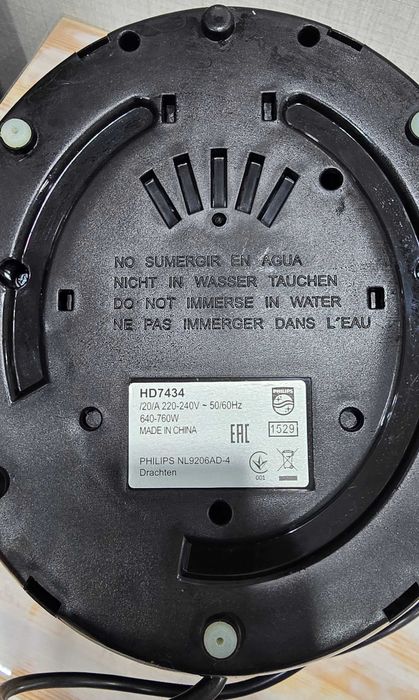 NO SUMERGIR EN AGUA
NICHT IN WASSER TAUCHEN
DO NOT IMMERSE IN WATER
NE PAS IMMERGER DANS L'EAU
HD7434
/20/A 220-240V ~ 50/60Hz
640-760W
MADE IN CHINA
PHILIPS
EAC
1529
PHILIPS NL9206AD-4
Drachten
001